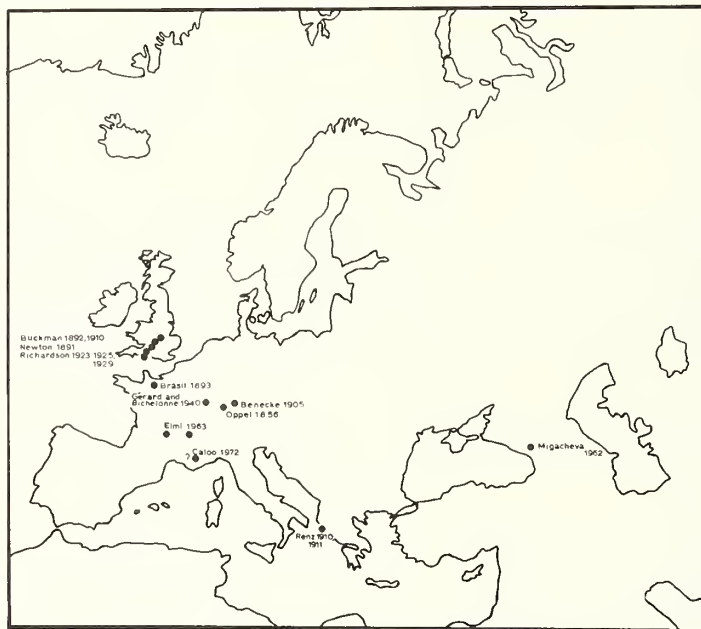 Buckman 1892,1910
Newton 1891
Richardson 1923 1925,
1929
Brasil 1893
Gérard and
Bichelonne 1940
Benecke 1905
Oppel 1856
Elmi 1963
? Caloo 1972
Migacheva
1962
Renz 1910
1911